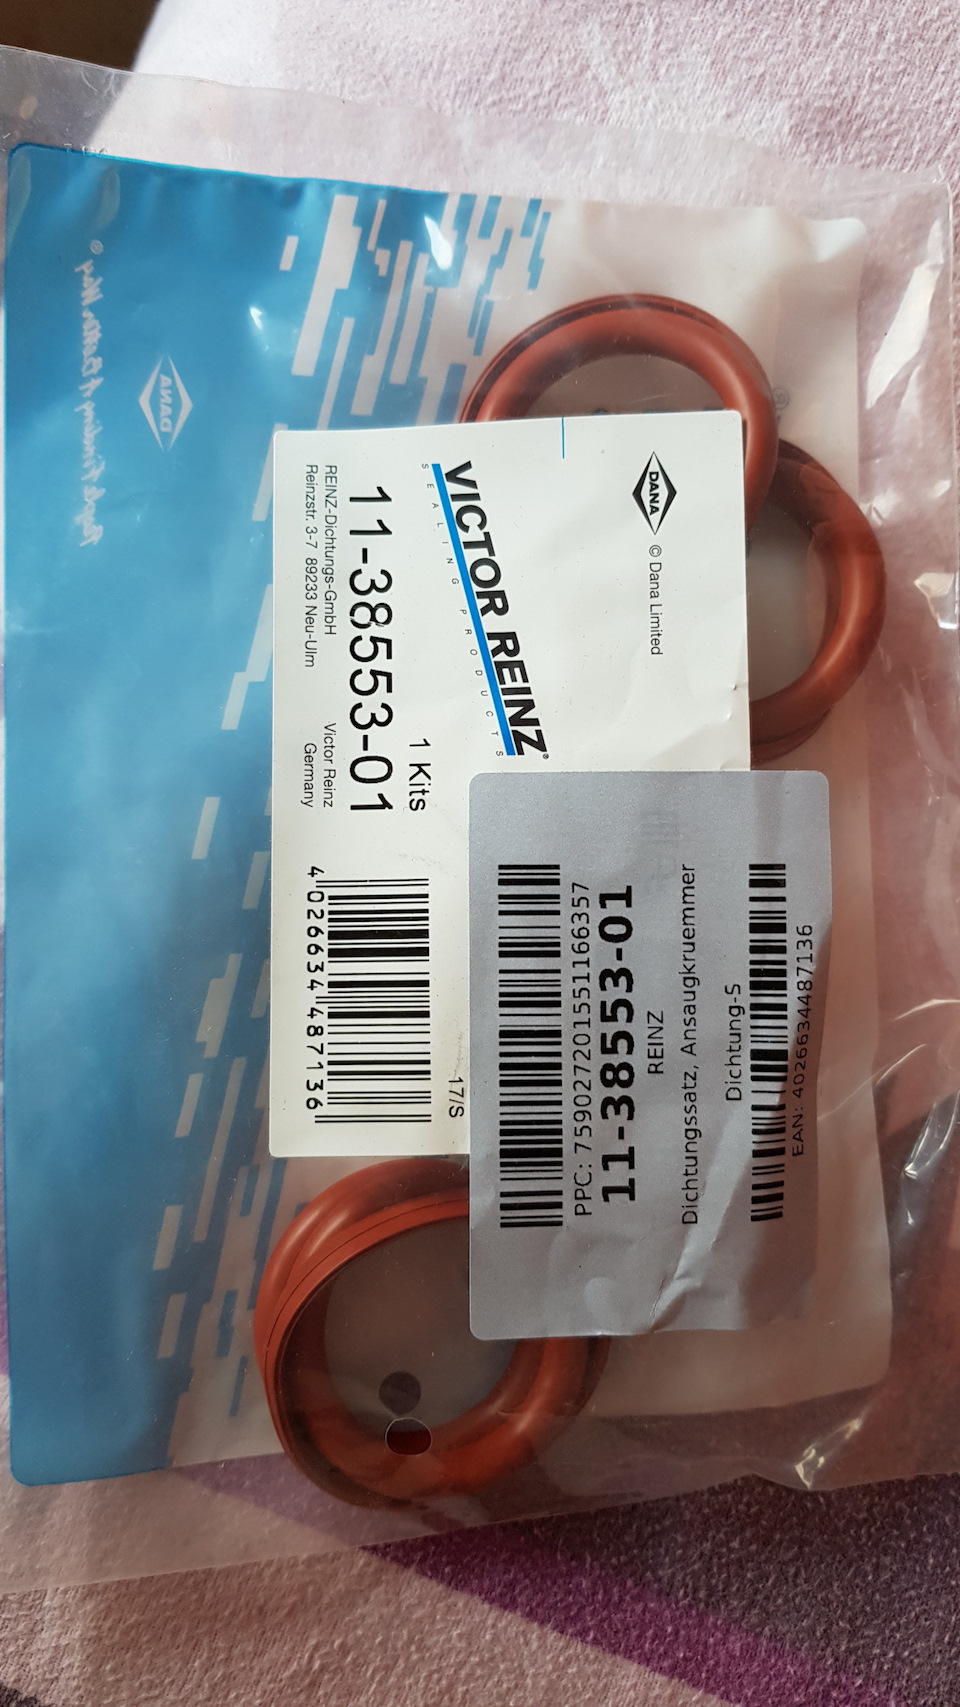 DANA
© Dana Limited
VICTOR REINZ®
SEALING PRODUCTS
1 Kits
11-38553-01
REINZ-Dichtungs-GmbH
Reinzstr. 3-7 89233 Neu-Ulm
Victor Reinz
Germany
4 026634 487136
17/S
PPC: 759027201551166357
11-38553-01
REINZ
Dichtungssatz, Ansaugkruemmer
Dichtung-S
EAN: 4026634487136
DANA